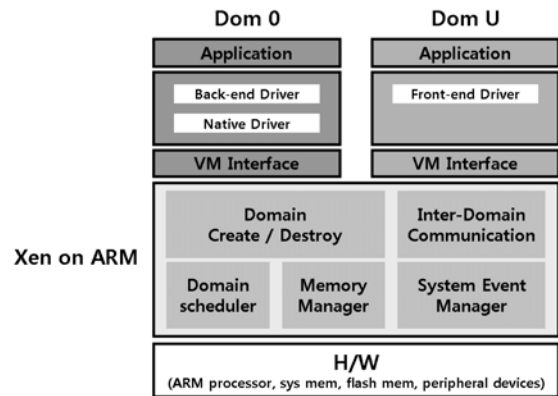 Dom 0
Dom U
Application
Application
Back-end Driver
Front-end Driver
Native Driver
VM Interface
VM Interface
Xen on ARM
Domain
Create / Destroy
Inter-Domain
Communication
Domain
scheduler
Memory
Manager
System Event
Manager
H/W
(ARM processor, sys mem, flash mem, peripheral devices)